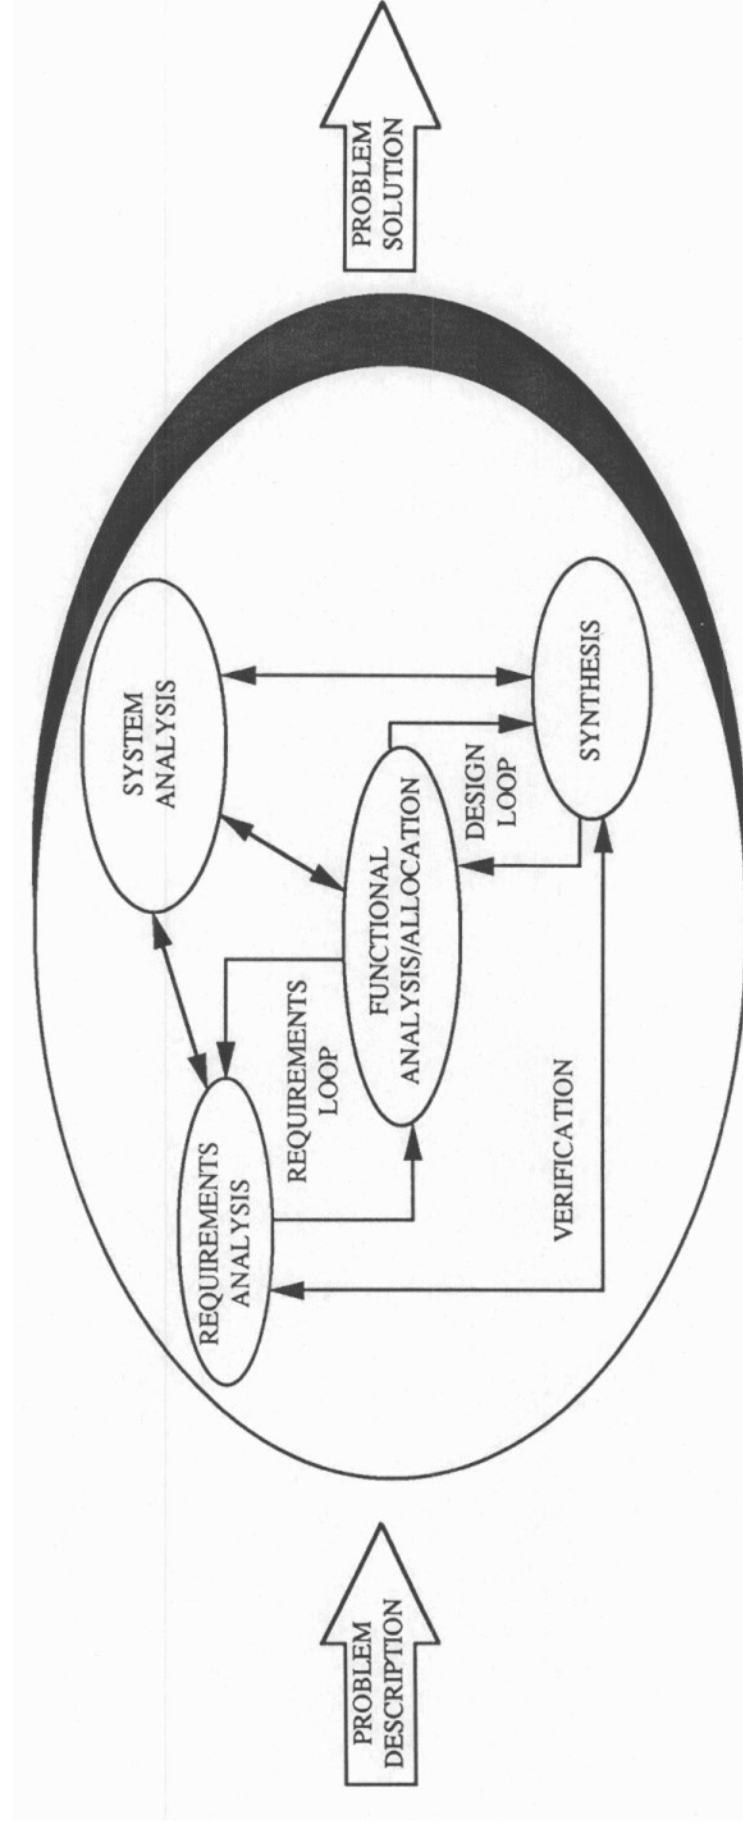 PROBLEM
DESCRIPTION
REQUIREMENTS
ANALYSIS
SYSTEM
ANALYSIS
REQUIREMENTS
LOOP
FUNCTIONAL
ANALYSIS/ALLOCATION
DESIGN
LOOP
VERIFICATION
SYNTHESIS
PROBLEM
SOLUTION